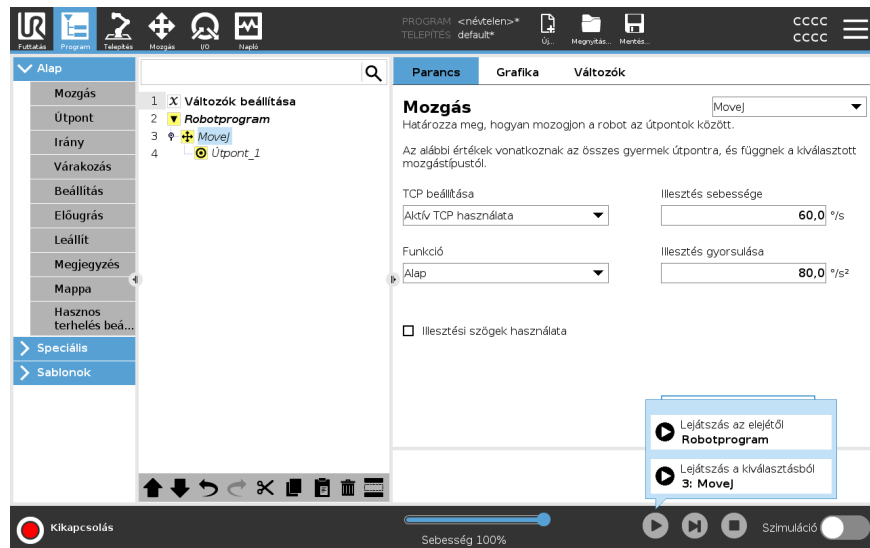 PROGRAM <névtelen>*
TELEPÍTÉS default*
CCCC
CCCC
Futtatás Program Telepítés Mozgás I/O Napló
Új... Megnyitás... Mentés...
Alap
Mozgás
Útpont
Irány
Várakozás
Beállítás
Előugrás
Leállít
Megjegyzés
Mappa
Hasznos
terhelés beá...
Speciális
Sablonok
1 X Változók beállítása
2 Robotprogram
3 MoveJ
4 Útpont_1
Parancs Grafika Változók
Mozgás
MoveJ
Határozza meg, hogyan mozogjon a robot az útpontok között.
Az alábbi értékek vonatkoznak az összes gyermek útpontra, és függnek a kiválasztott
mozgástípustól.
TCP beállítása
Illesztés sebessége
Aktív TCP használata
60,0 °/s
Funkció
Illesztés gyorsulása
Alap
80,0 °/s²
Illesztési szögek használata
Lejátszás az elejétől
Robotprogram
Lejátszás a kiválasztásból
3: MoveJ
Kikapcsolás
Sebesség 100%
Szimuláció